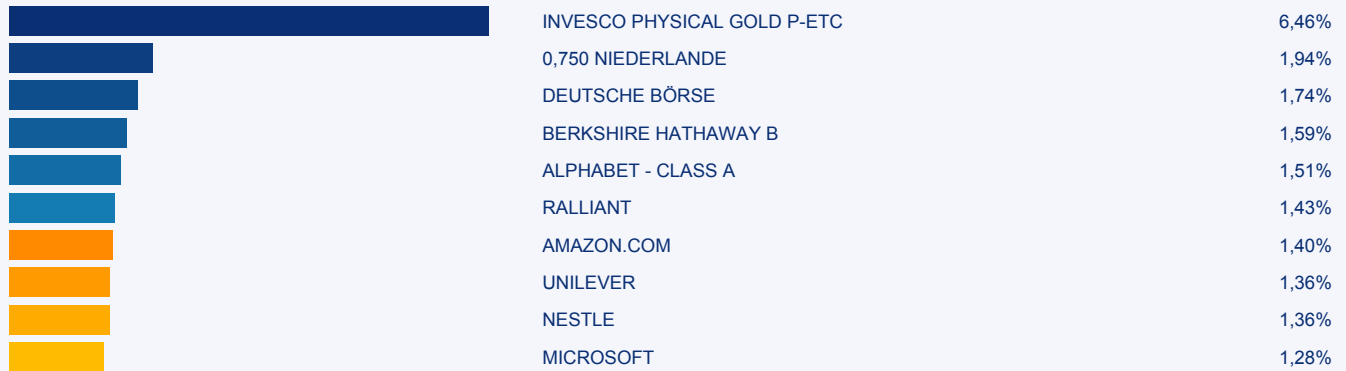 INVESCO PHYSICAL GOLD P-ETC 6,46%
0,750 NIEDERLANDE 1,94%
DEUTSCHE BÖRSE 1,74%
BERKSHIRE HATHAWAY B 1,59%
ALPHABET - CLASS A 1,51%
RALLIANT 1,43%
AMAZON.COM 1,40%
UNILEVER 1,36%
NESTLE 1,36%
MICROSOFT 1,28%